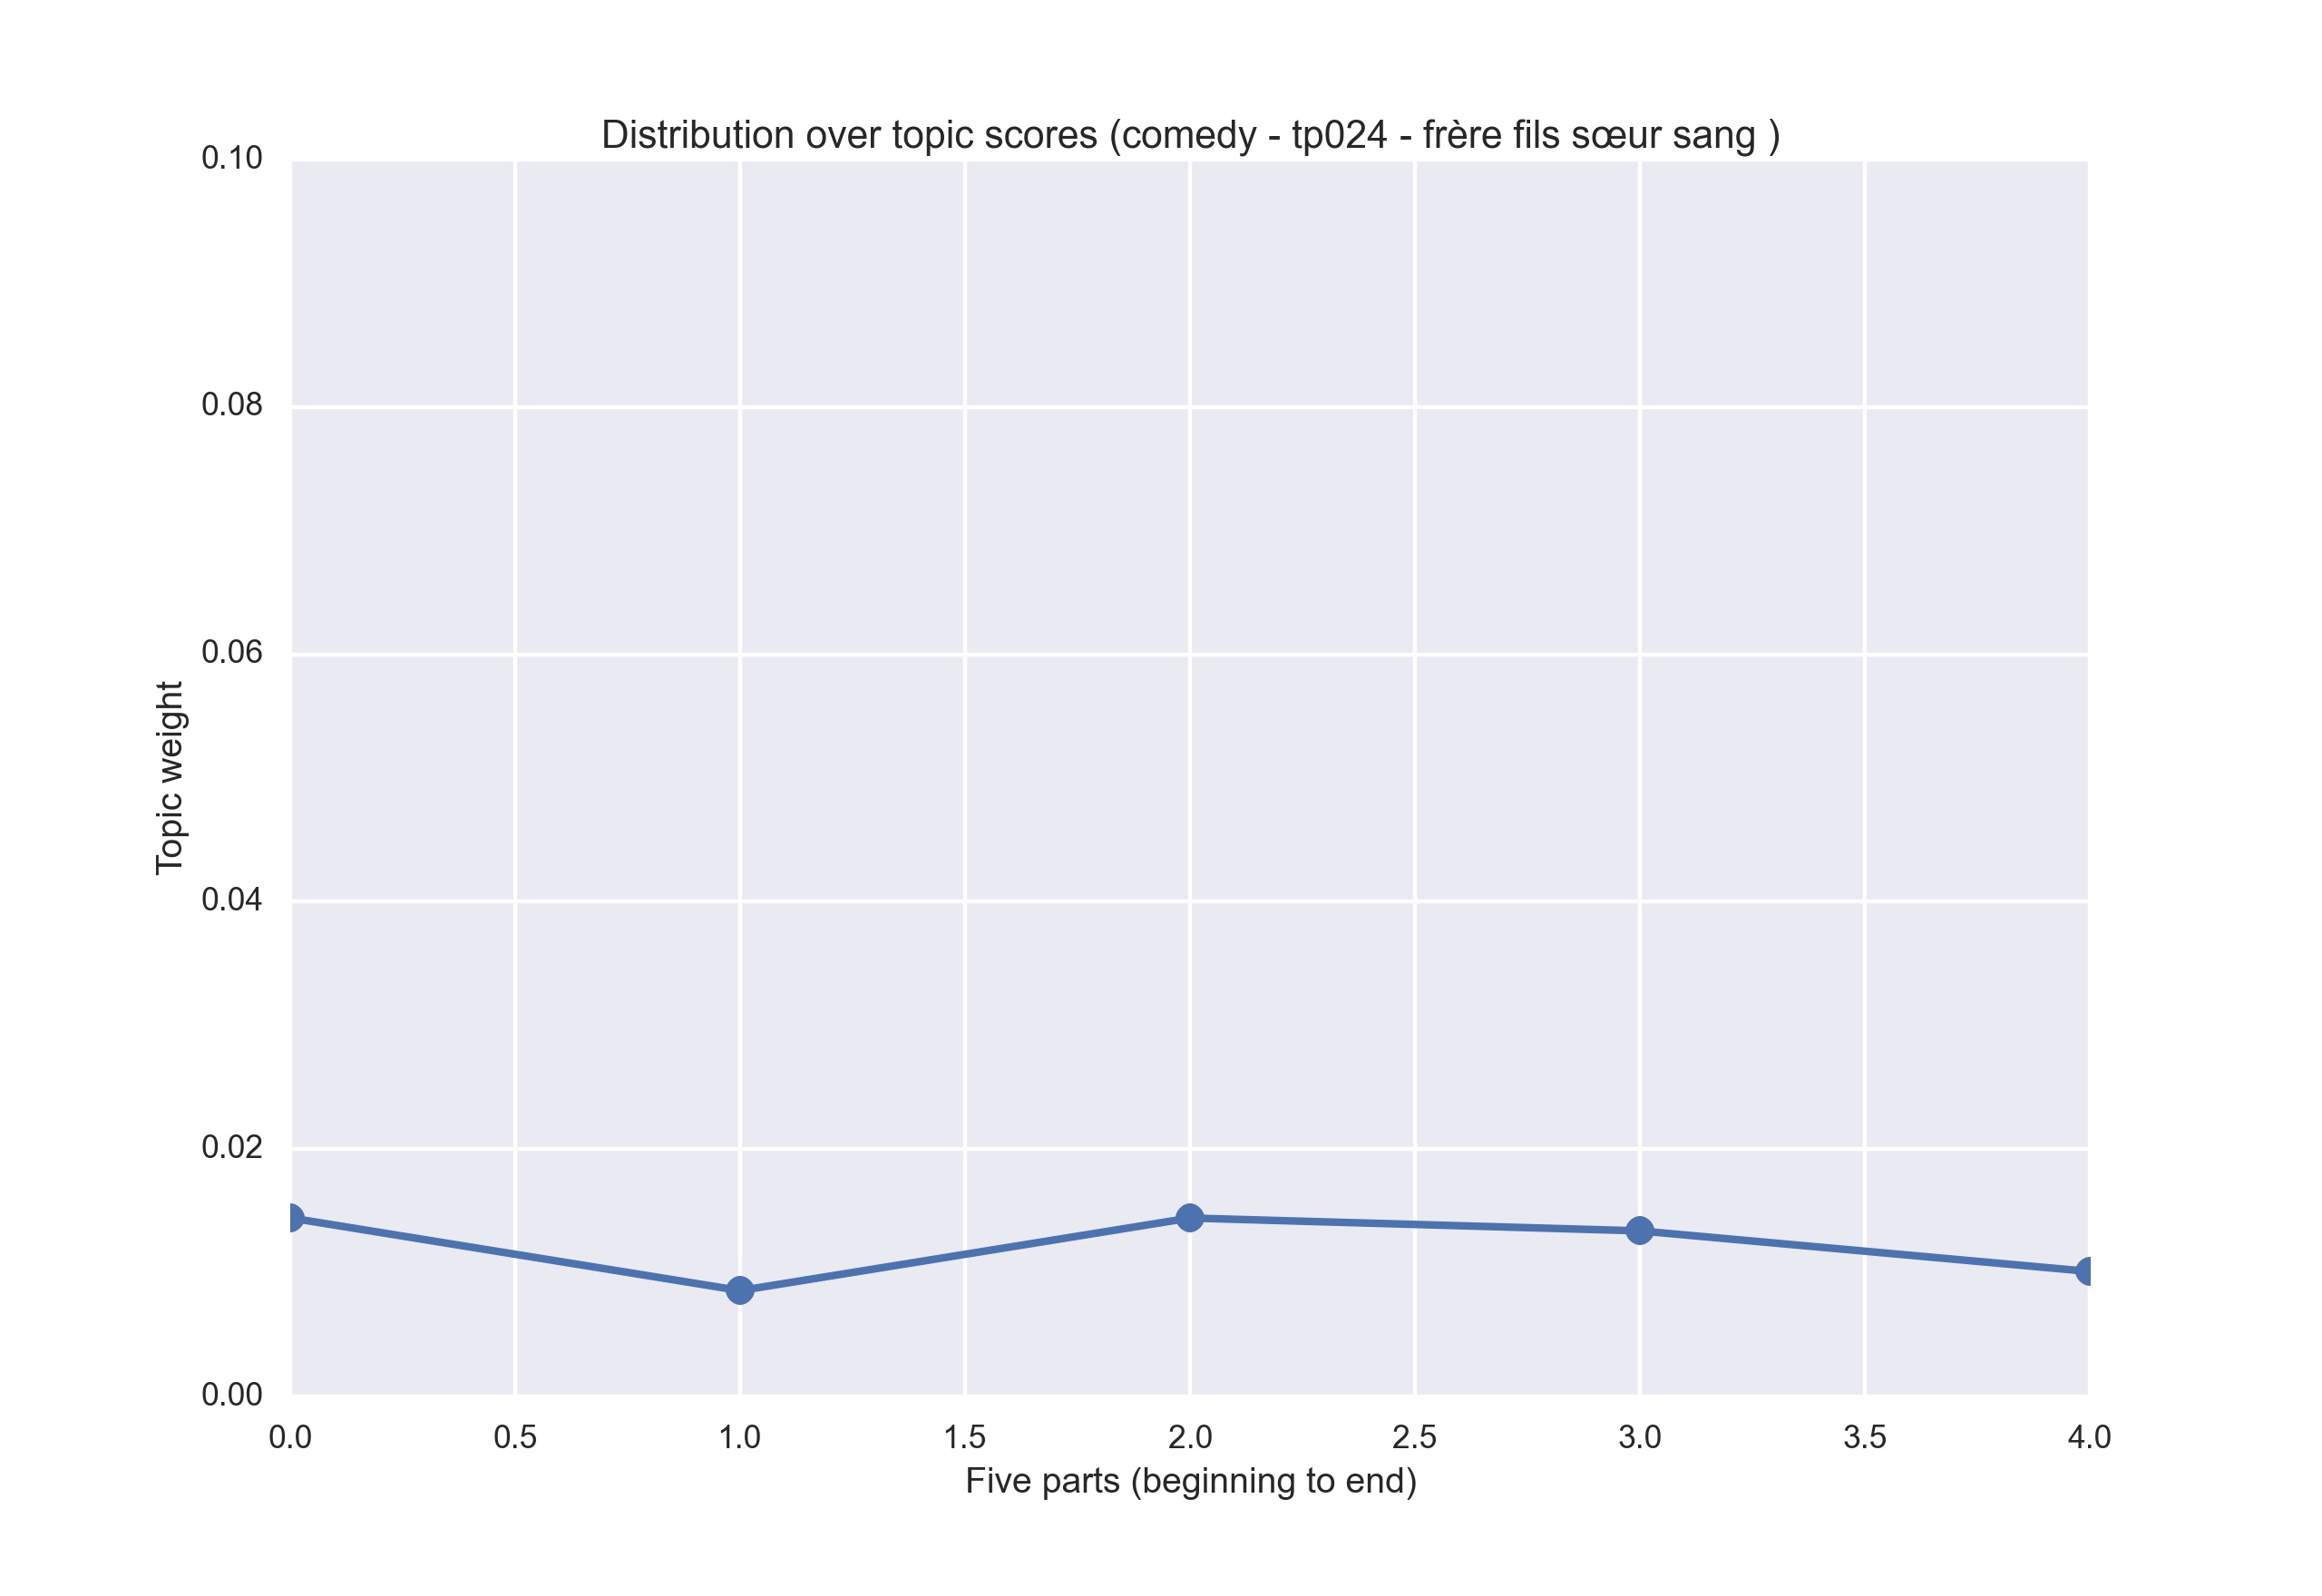 Distribution over topic scores (comedy - tp024 - frère fils sœur sang )
0.10
0.08
0.06
0.04
0.02
0.00
Topic weight
0.0 0.5 1.0 1.5 2.0 2.5 3.0 3.5 4.0
Five parts (beginning to end)